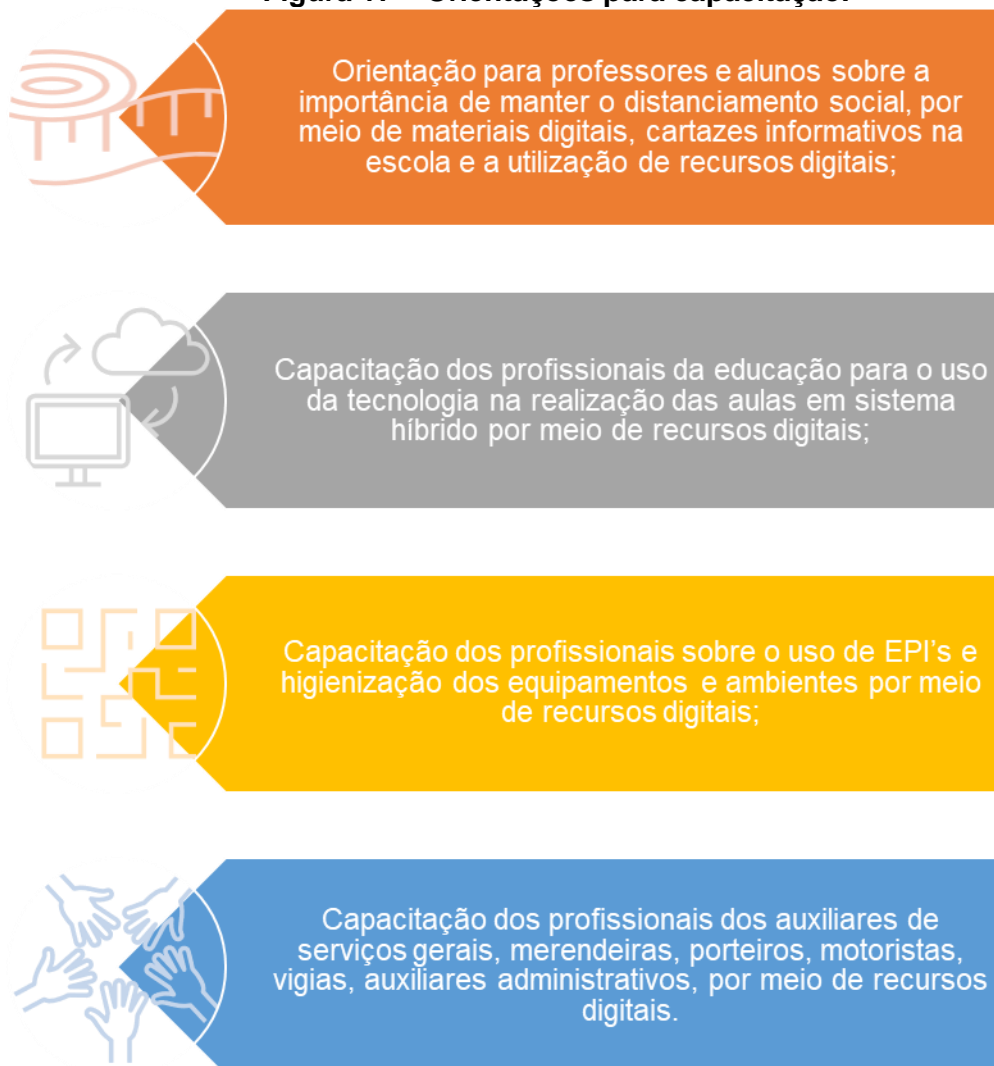 Orientações para capacitação.
Orientação para professores e alunos sobre a
importância de manter o distanciamento social, por
meio de materiais digitais, cartazes informativos na
escola e a utilização de recursos digitais;
Capacitação dos profissionais da educação para o uso
da tecnologia na realização das aulas em sistema
híbrido por meio de recursos digitais;
Capacitação dos profissionais sobre o uso de EPI's e
higienização dos equipamentos e ambientes por meio
de recursos digitais;
Capacitação dos profissionais dos auxiliares de
serviços gerais, merendeiras, porteiros, motoristas,
vigias, auxiliares administrativos, por meio de recursos
digitais.